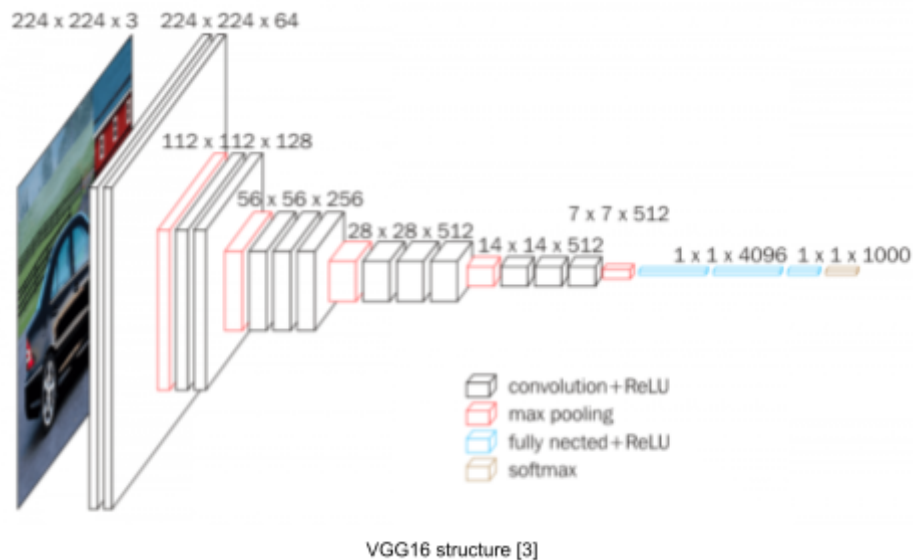 224 x 224 x 3
224 x 224 x 64
112 x 112 x 128
56 x 56 x 256
28 x 28 x 512
14 x 14 x 512
7 x 7 x 512
1 x 1 x 4096
1 x 1 x 1000
convolution+ReLU
max pooling
fully nected+ReLU
softmax
VGG16 structure [3]